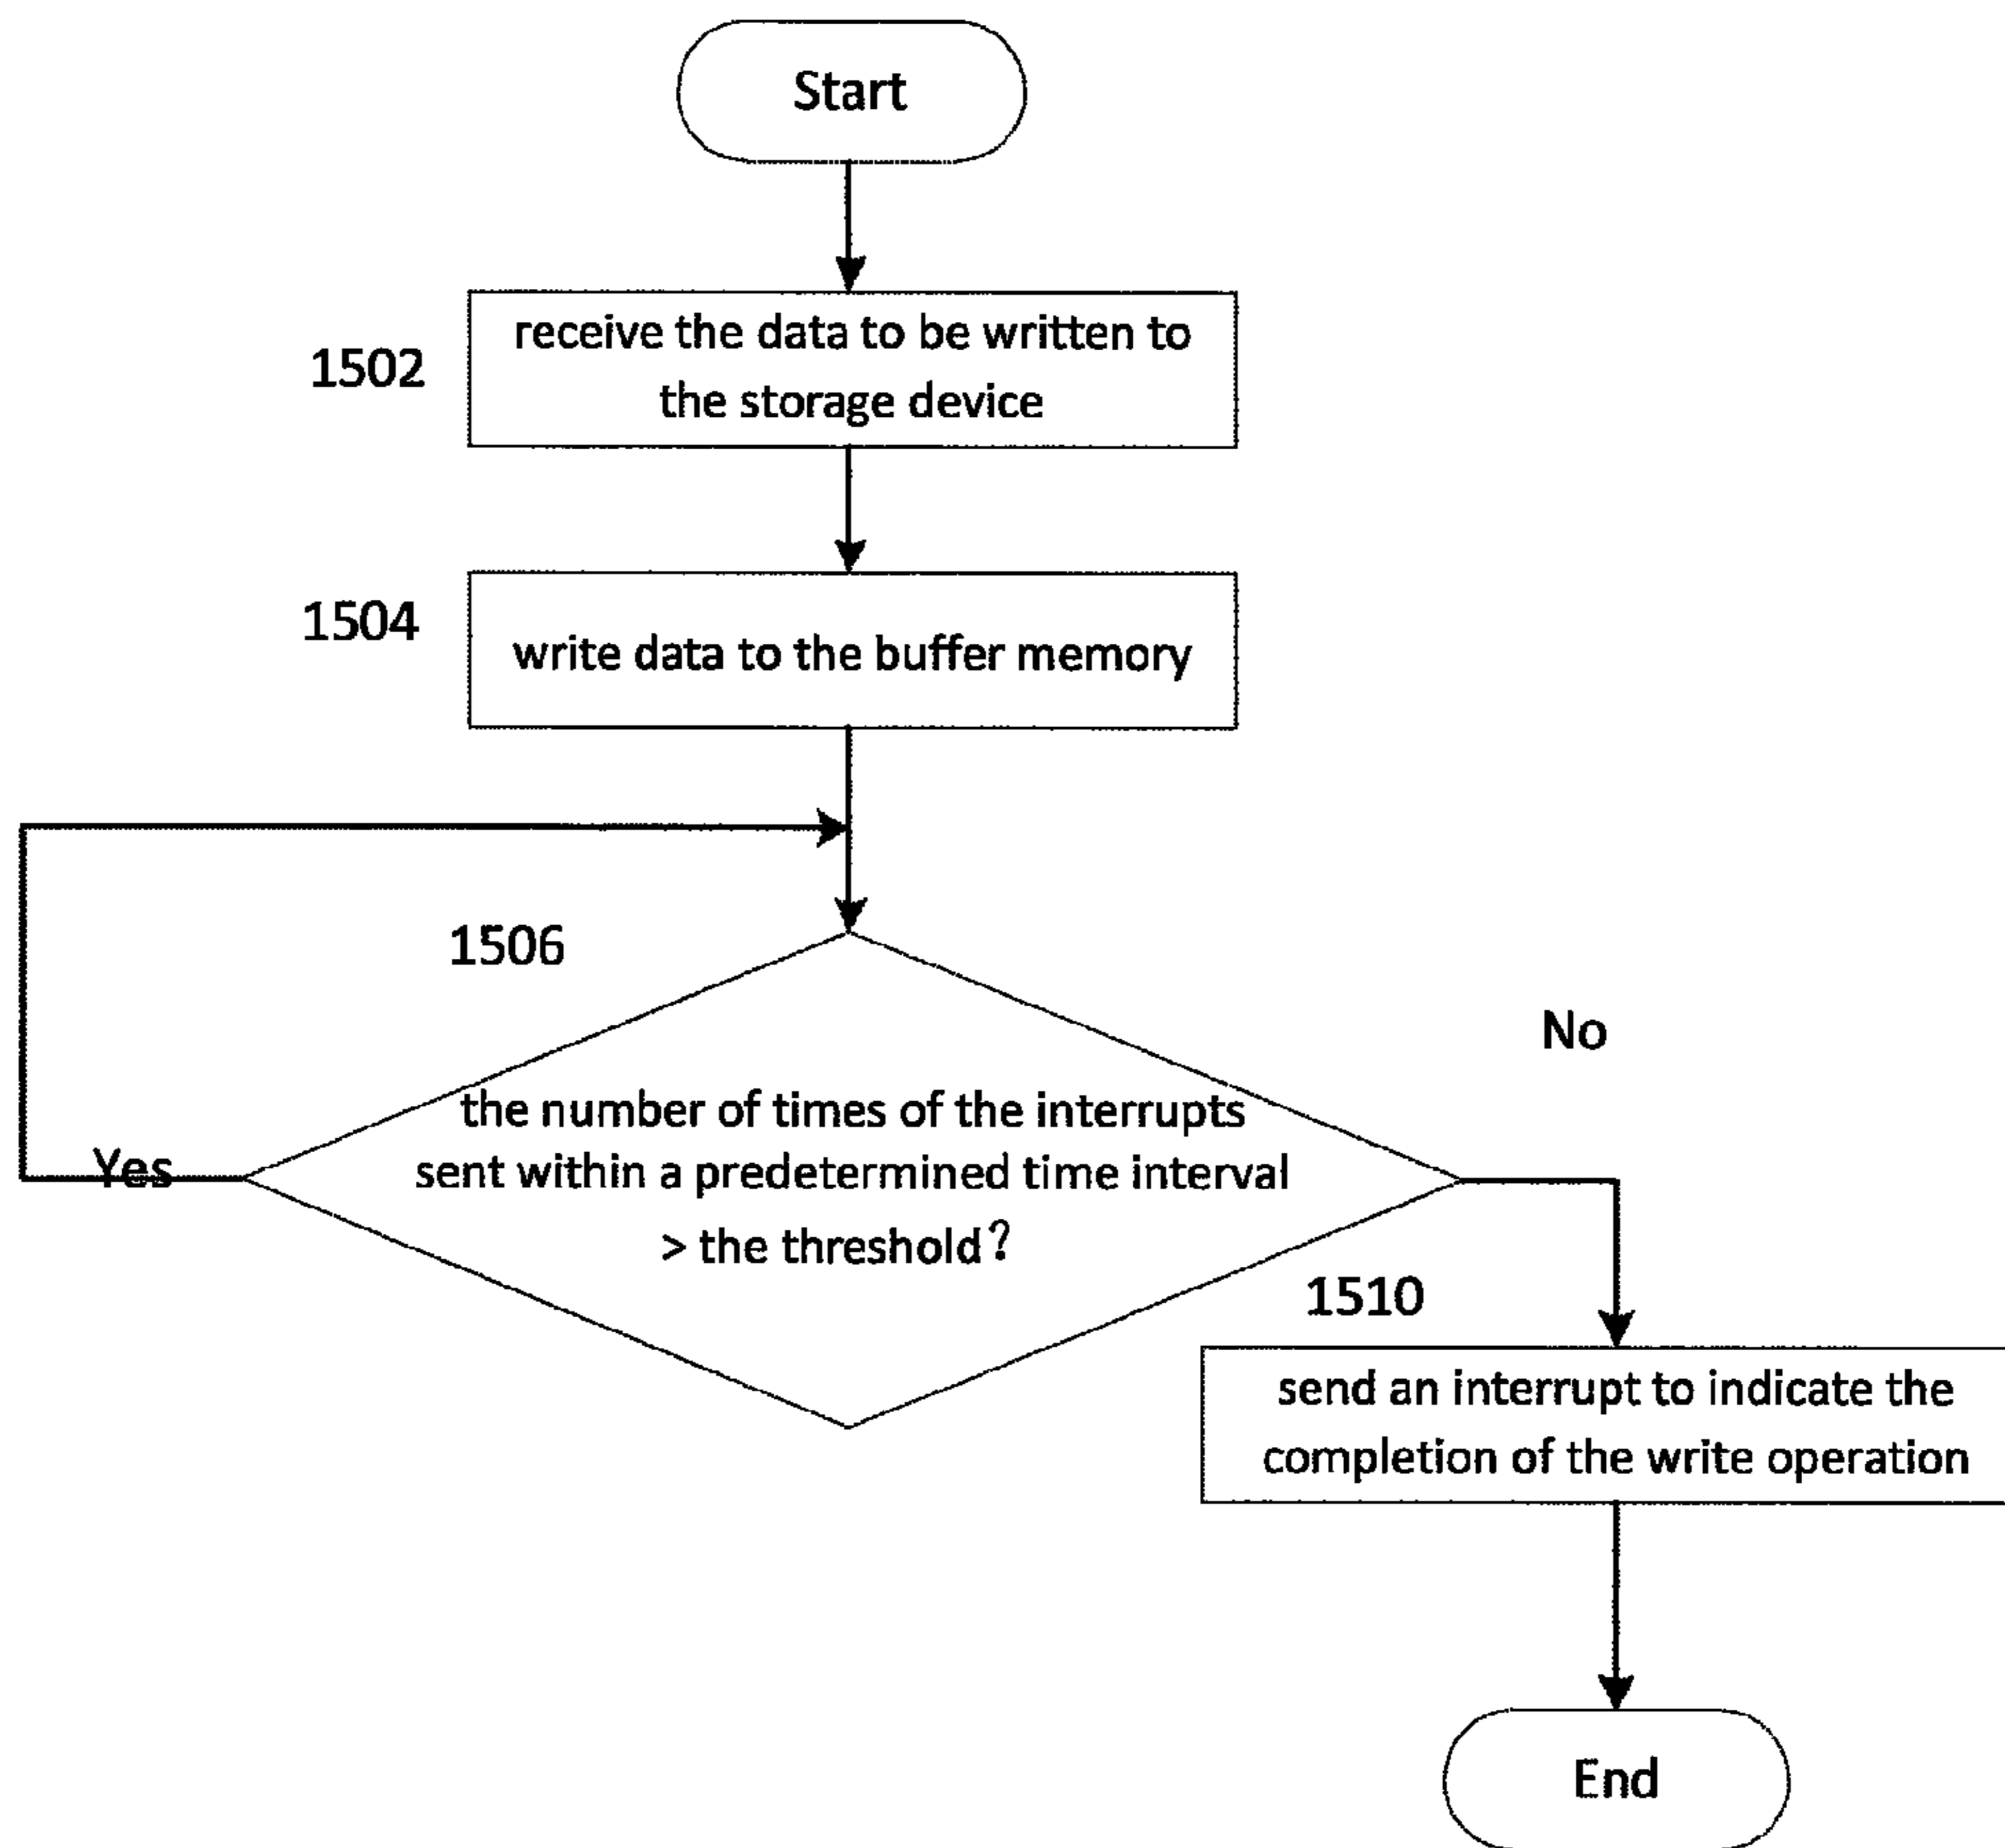 Start
1502
receive the data to be written to
the storage device
1504
write data to the buffer memory
1506
No
the number of times of the interrupts
Yes
sent within a predetermined time interval
> the threshold?
1510
send an interrupt to indicate the
completion of the write operation
End